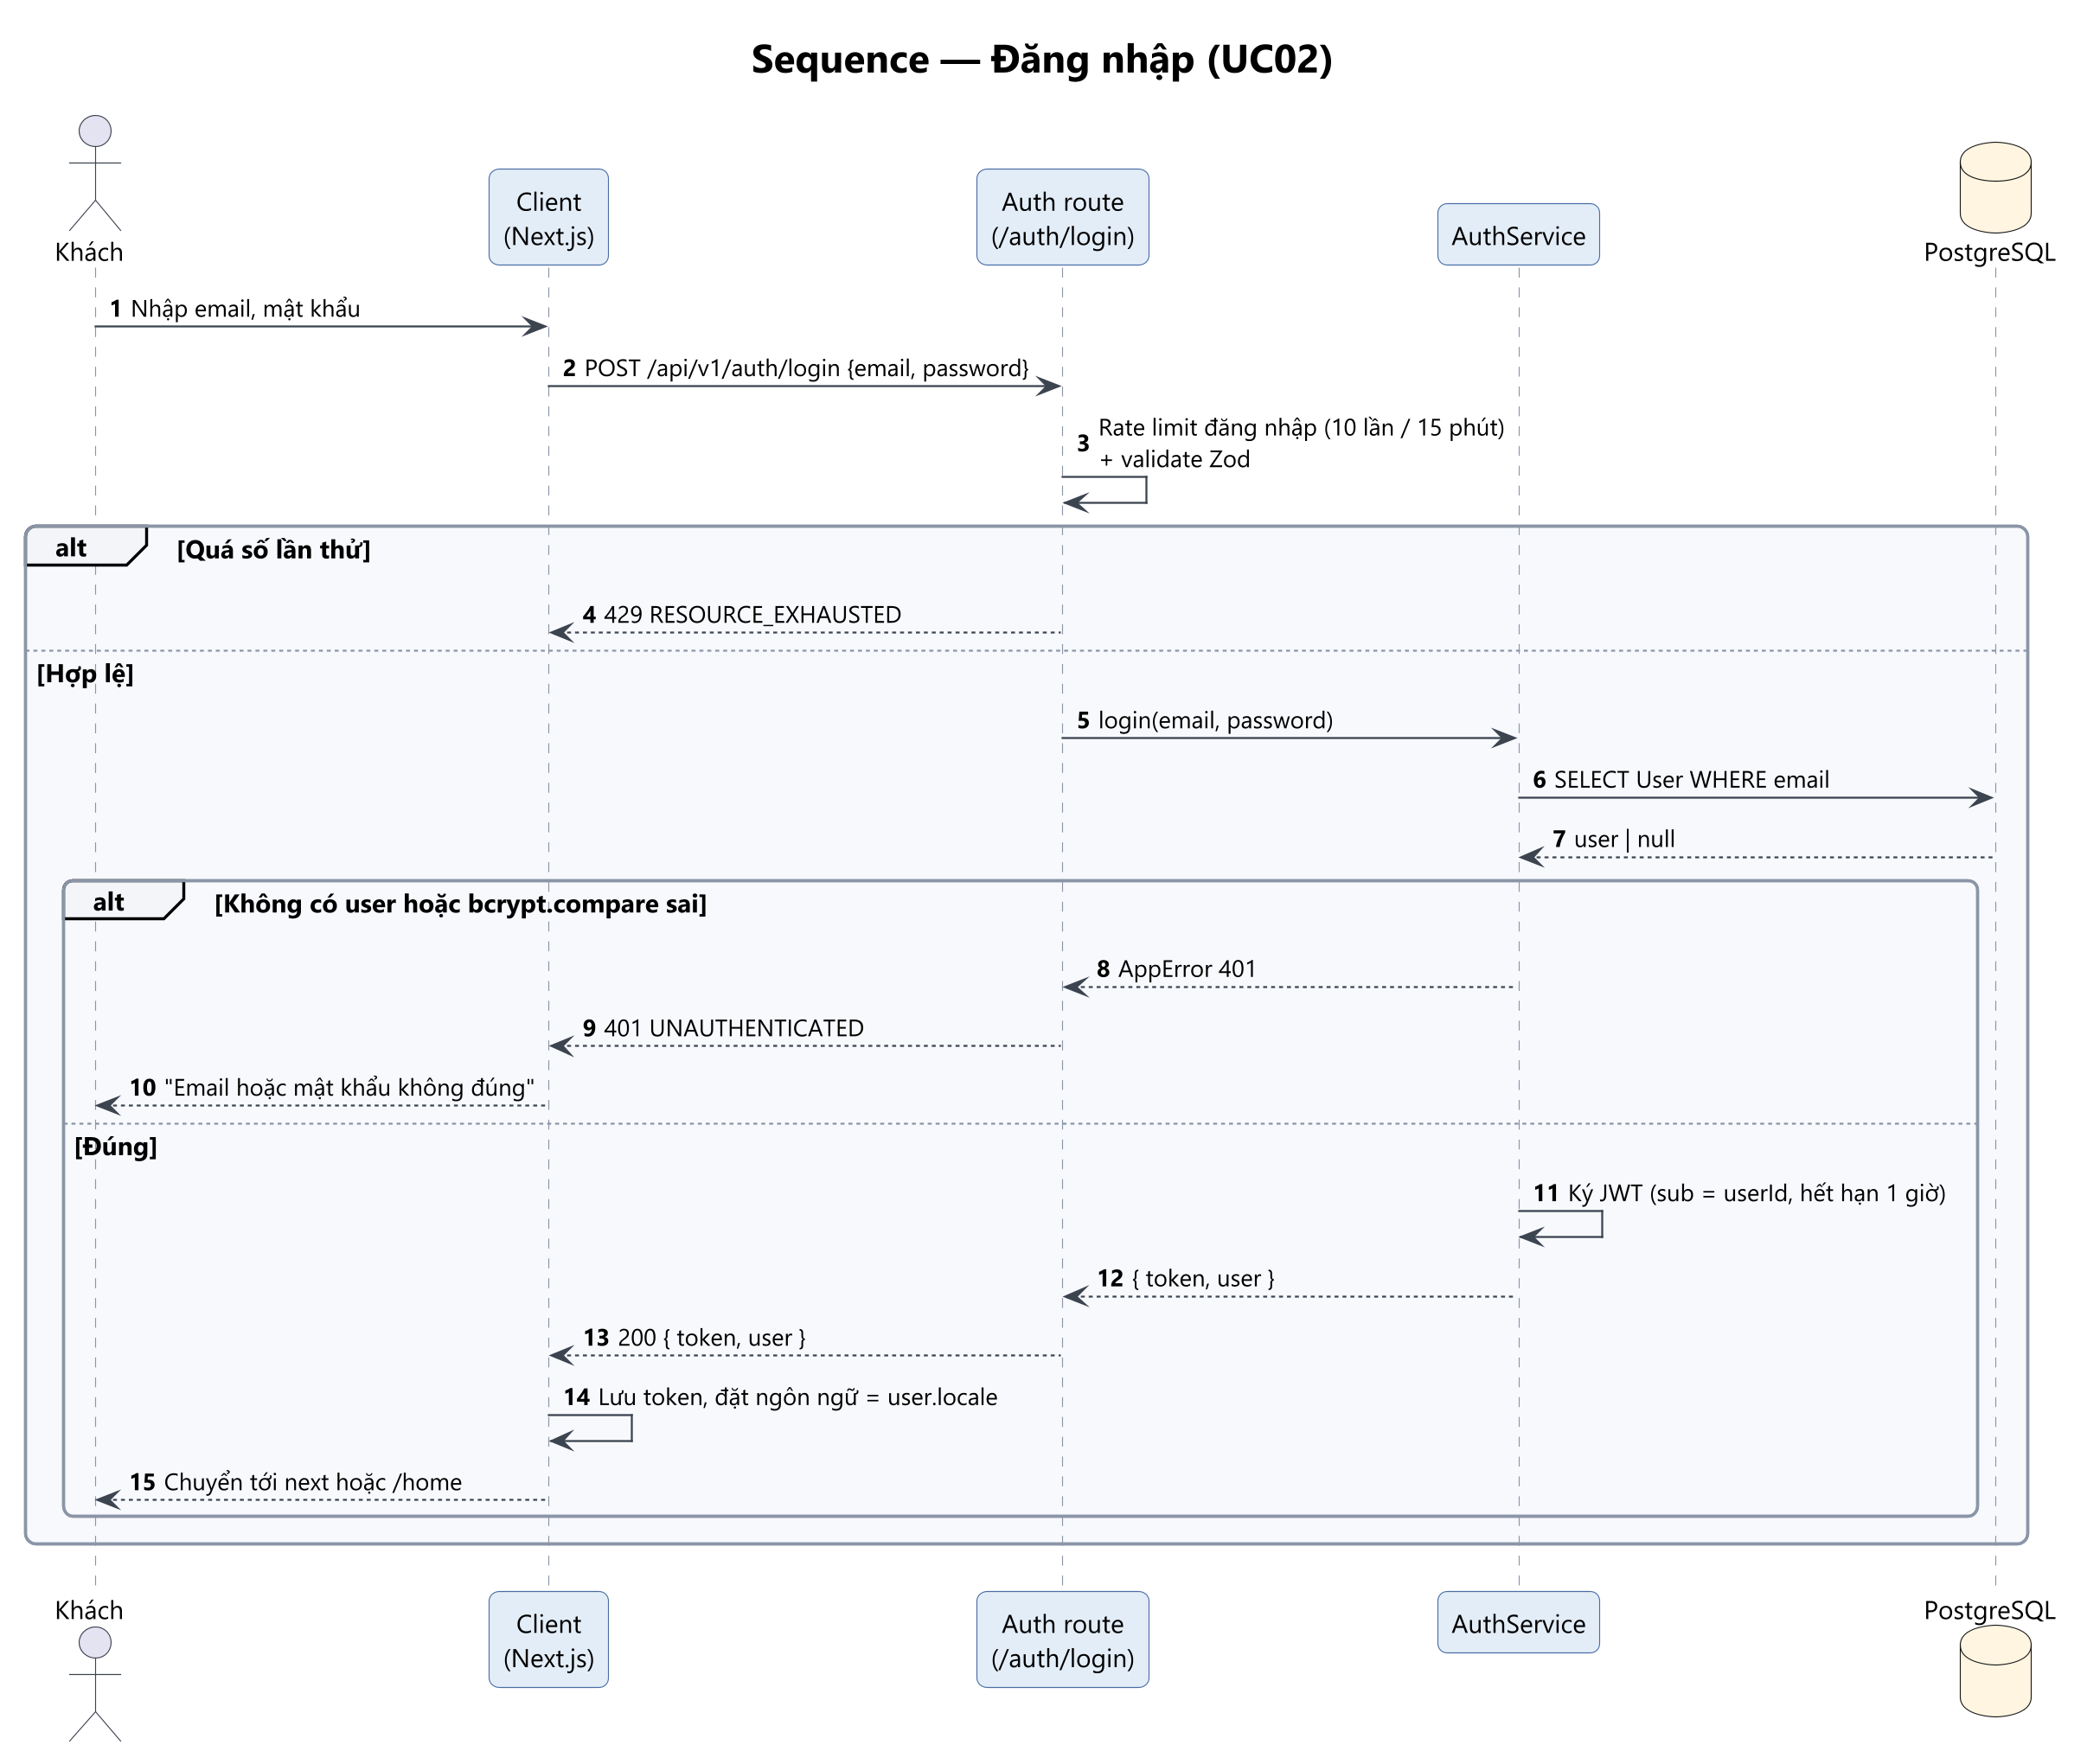 Sequence — Đăng nhập (UC02)
Khách
Client
(Next.js)
Auth route
(/auth/login)
AuthService
PostgreSQL
1 Nhập email, mật khẩu
2 POST /api/v1/auth/login {email, password}
3 Rate limit đăng nhập (10 lần / 15 phút)
+ validate Zod
alt [Quá số lần thử]
4 429 RESOURCE_EXHAUSTED
[Hợp lệ]
5 login(email, password)
6 SELECT User WHERE email
7 user | null
alt [Không có user hoặc bcrypt.compare sai]
8 AppError 401
9 401 UNAUTHENTICATED
10 "Email hoặc mật khẩu không đúng"
[Đúng]
11 Ký JWT (sub = userId, hết hạn 1 giờ)
12 { token, user }
13 200 { token, user }
14 Lưu token, đặt ngôn ngữ = user.locale
15 Chuyển tới next hoặc /home
Khách
Client
(Next.js)
Auth route
(/auth/login)
AuthService
PostgreSQL